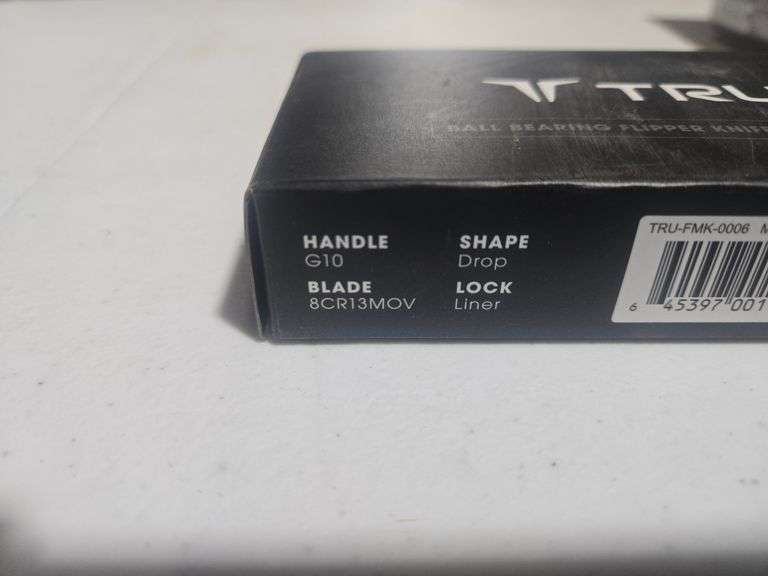 TRU
BALL BEARING FLIPPER KNIFE
HANDLE
G10
SHAPE
Drop
BLADE
8CR13MOV
LOCK
Liner
TRU-FMK-0006 M
6 45397 001